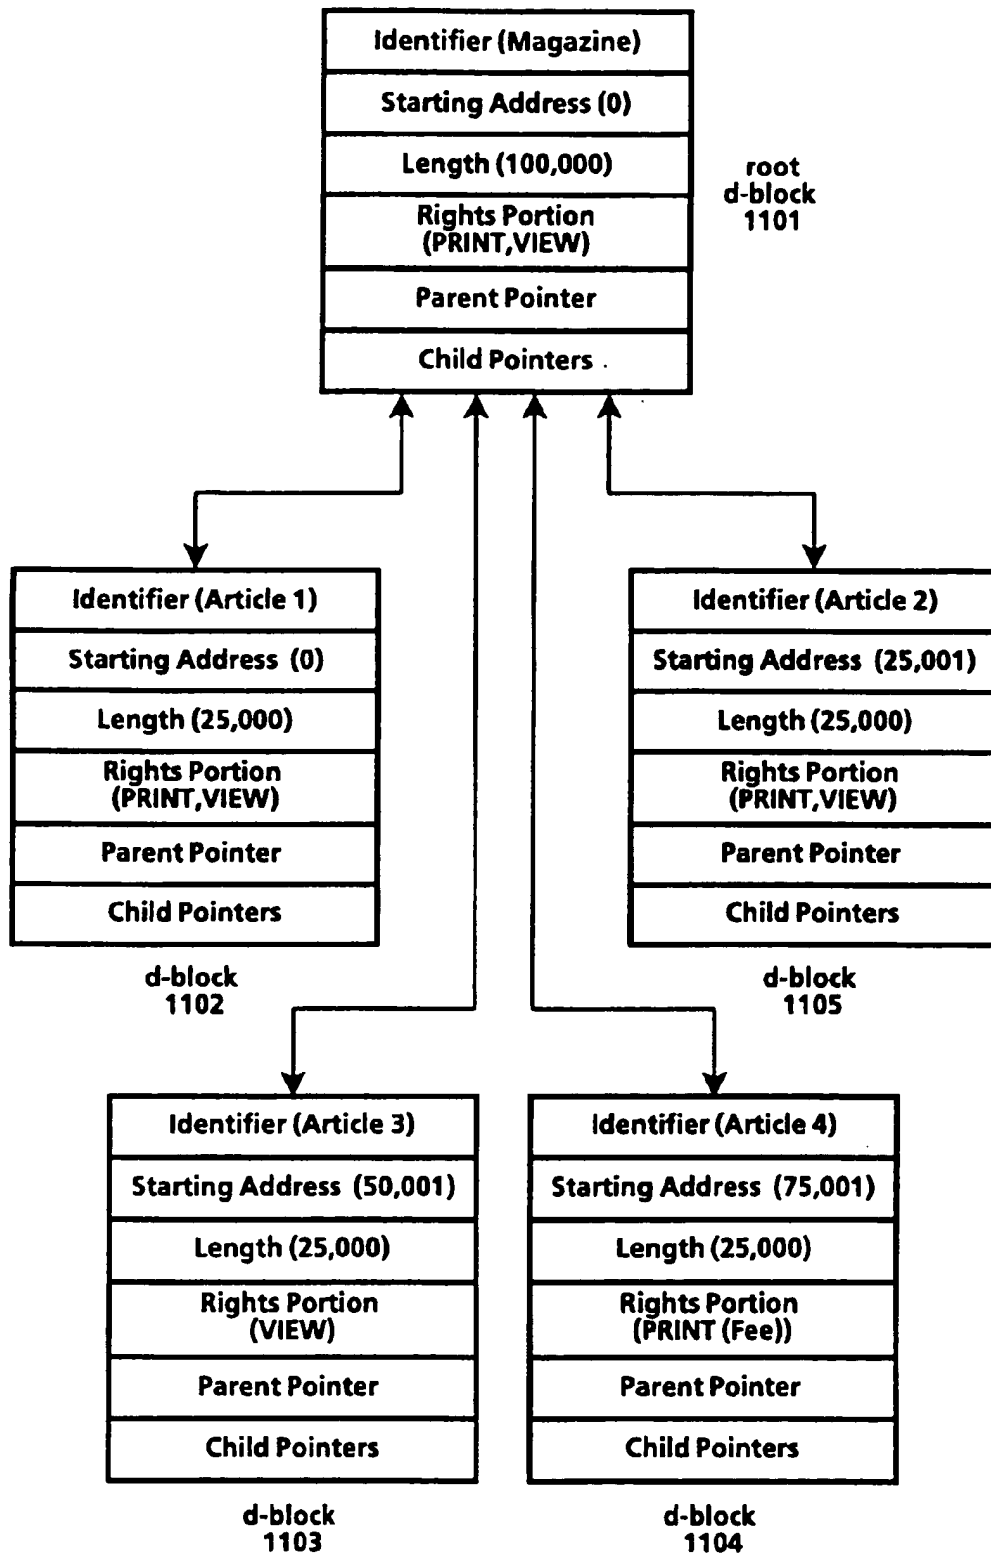 Identifier (Magazine)
Starting Address (0)
Length (100,000)
Rights Portion
(PRINT,VIEW)
Parent Pointer
Child Pointers
root
d-block
1101
Identifier (Article 1)
Starting Address (0)
Length (25,000)
Rights Portion
(PRINT,VIEW)
Parent Pointer
Child Pointers
d-block
1102
Identifier (Article 2)
Starting Address (25,001)
Length (25,000)
Rights Portion
(PRINT,VIEW)
Parent Pointer
Child Pointers
d-block
1105
Identifier (Article 3)
Starting Address (50,001)
Length (25,000)
Rights Portion
(VIEW)
Parent Pointer
Child Pointers
d-block
1103
Identifier (Article 4)
Starting Address (75,001)
Length (25,000)
Rights Portion
(PRINT (Fee))
Parent Pointer
Child Pointers
d-block
1104